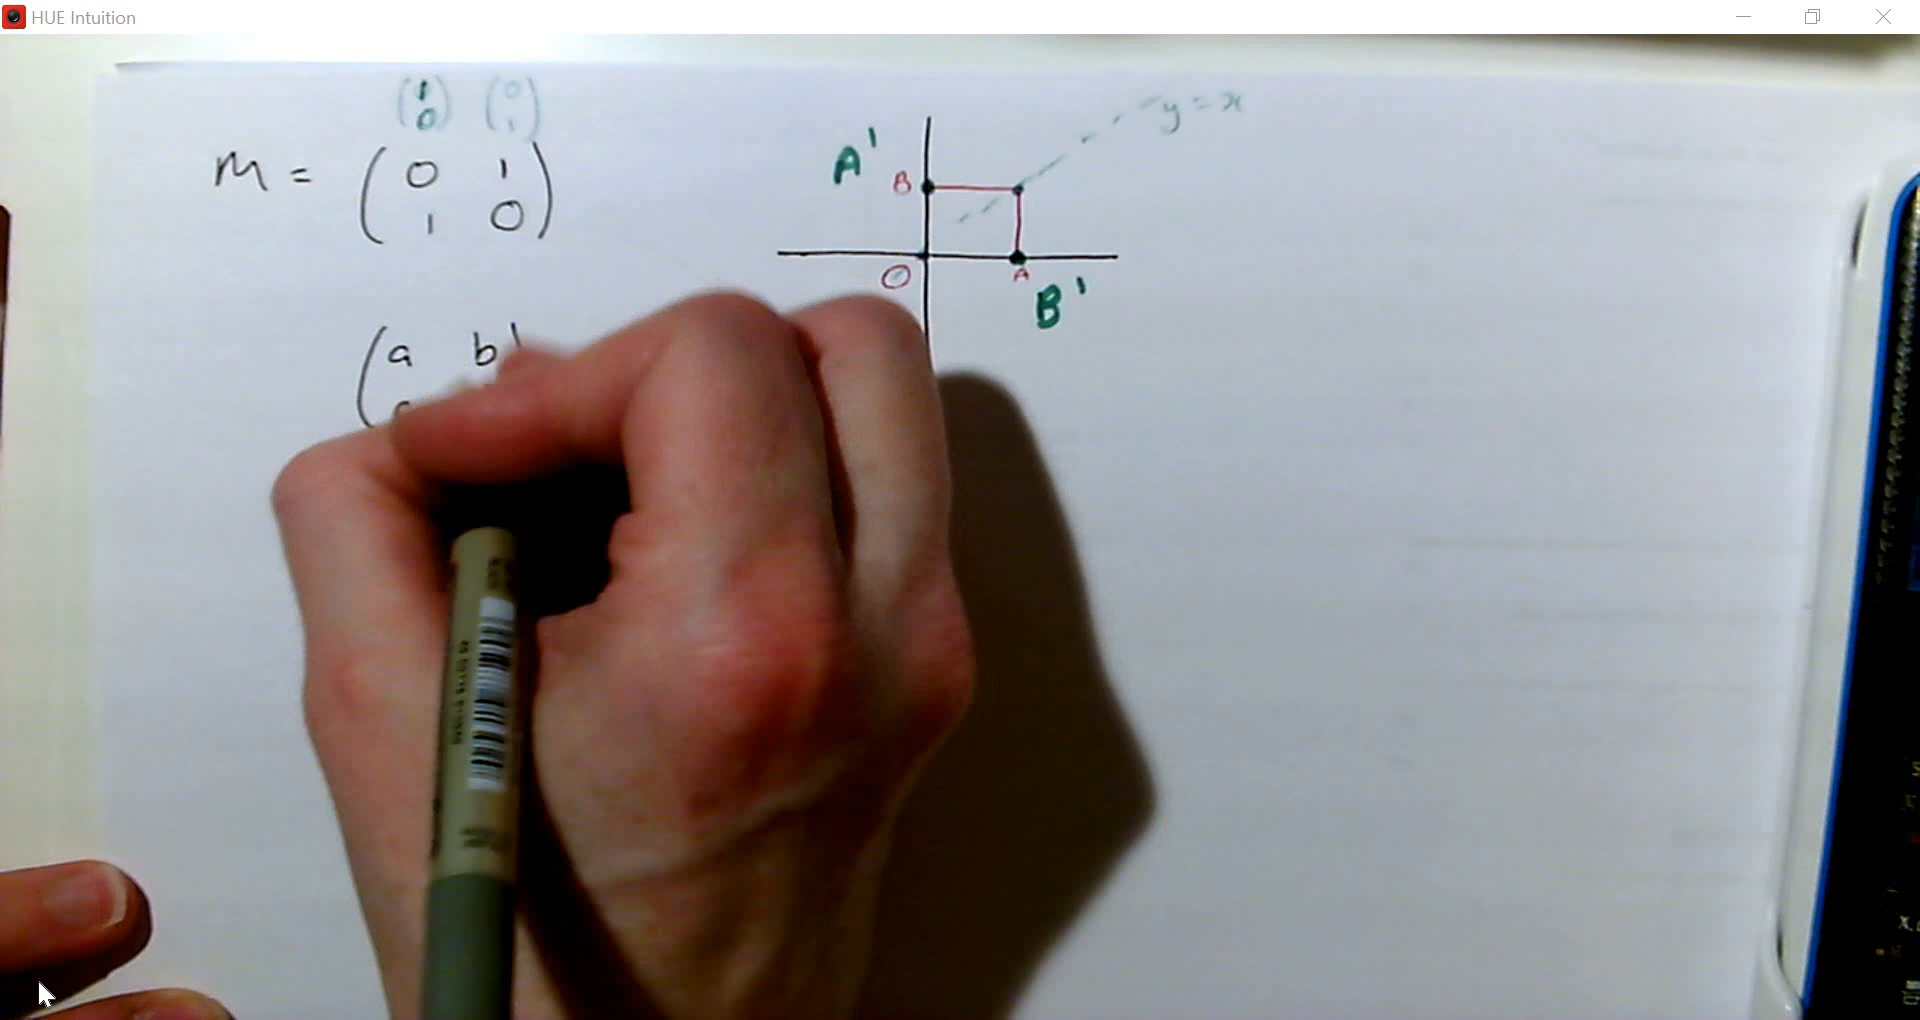 HUE Intuition
(1 0) (0 1)
M = (0 1
1 0)
(a b
A'
B
y = x
O
A
B'